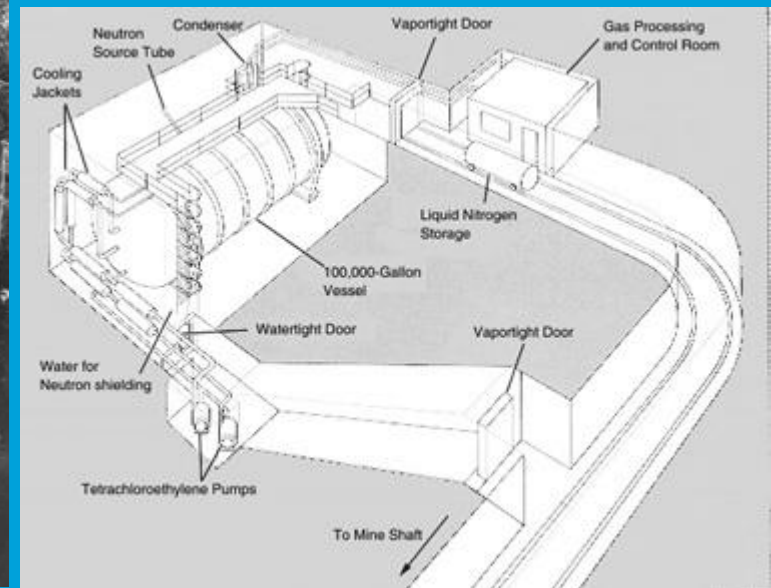 Condenser
Neutron
Source Tube
Cooling
Jackets
Vaportight Door
Gas Processing
and Control Room
Liquid Nitrogen
Storage
100,000-Gallon
Vessel
Watertight Door
Vaportight Door
Water for
Neutron shielding
Tetrachloroethylene Pumps
To Mine Shaft